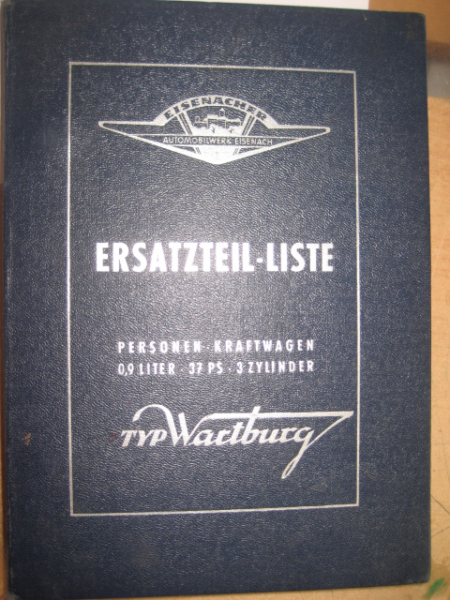 EISENACHER
AUTOMOBILWERK EISENACH
ERSATZTEIL-LISTE
PERSONEN-KRAFTWAGEN
0,9 LITER · 37 PS · 3 ZYLINDER
TYP Wartburg